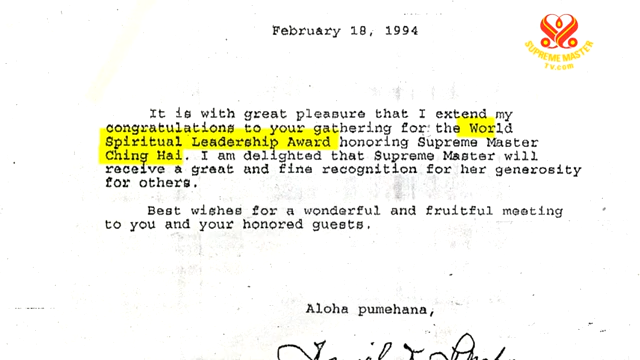 February 18, 1994
SUPREME MASTER
TV.com
It is with great pleasure that I extend my
congratulations to your gathering for the World
Spiritual Leadership Award honoring Supreme Master
Ching Hai. I am delighted that Supreme Master will
receive a great and fine recognition for her generosity
for others.
Best wishes for a wonderful and fruitful meeting
to you and your honored guests.
Aloha pumehana,